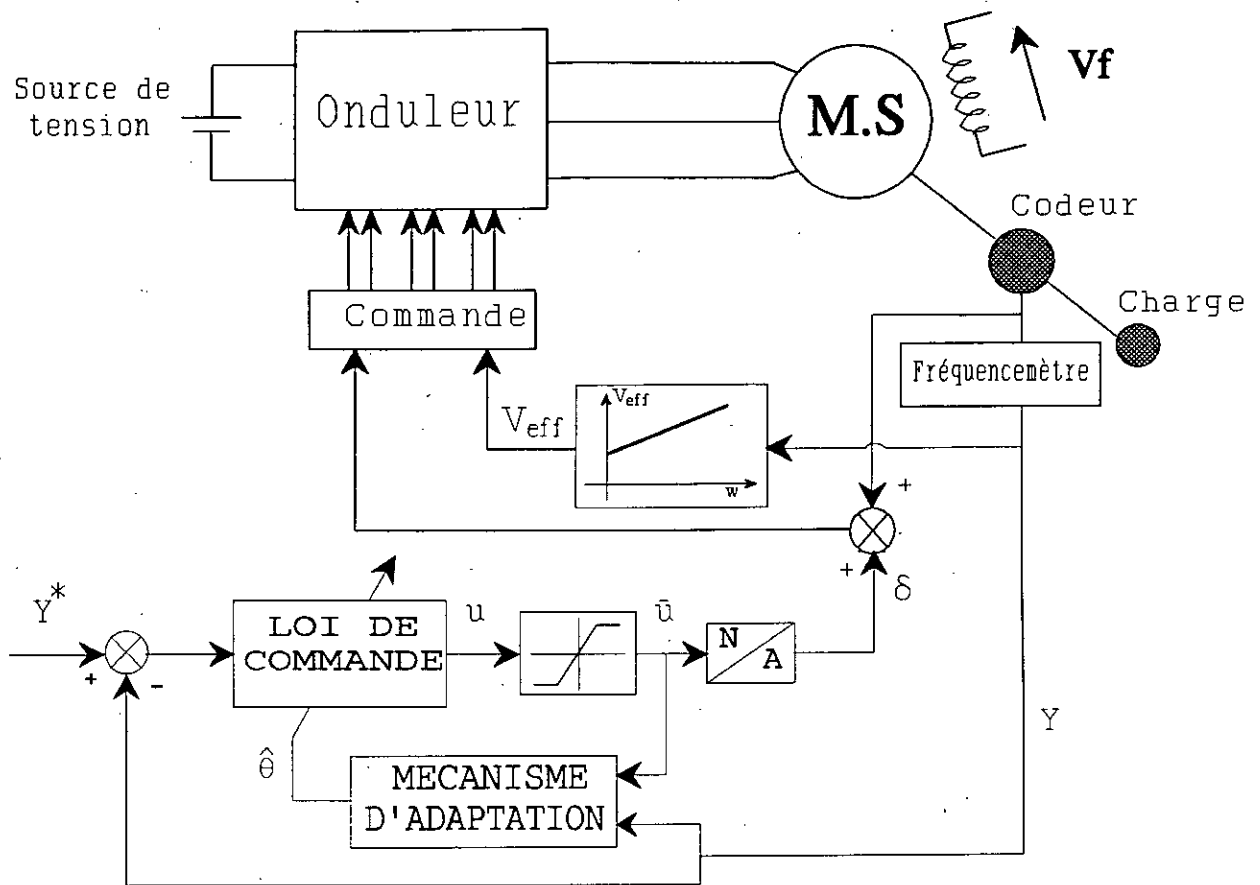 Source de
tension
Onduleur
M.S
Vf
Codeur
Charge
Commande
Fréquencemètre
Veff
Veff
w
+
+
δ
Y*
+
-
LOI DE
COMMANDE
u
ū
N
A
Y
θ̂
MECANISME
D'ADAPTATION